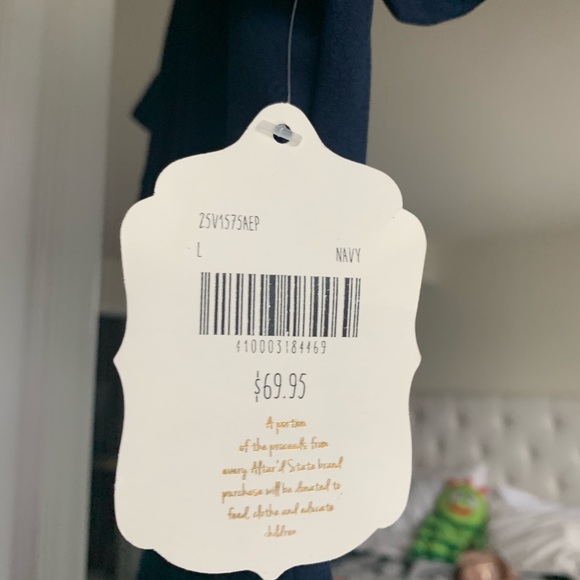 25V1575AEP
L NAVY
410003184469
$69.95
A portion
of the proceeds from
every Altar'd State brand
purchase will be donated to
feed, clothe and educate
children